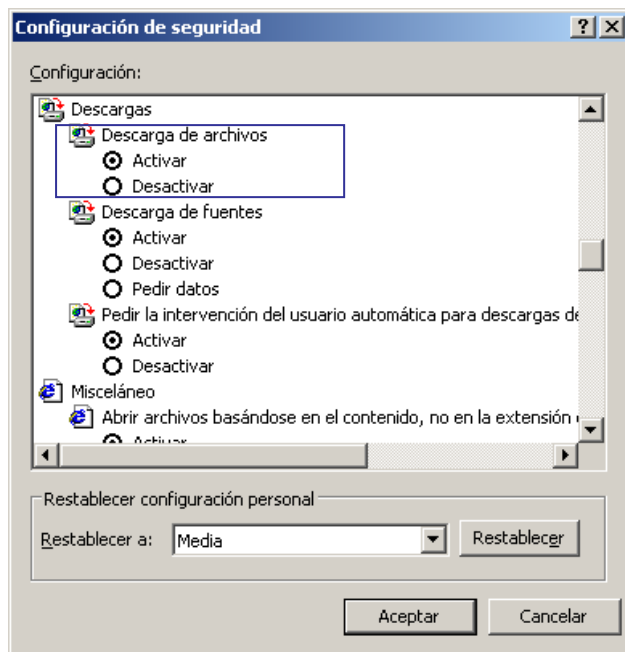 Configuración de seguridad
Configuración:
Descargas
Descarga de archivos
Activar
Desactivar
Descarga de fuentes
Activar
Desactivar
Pedir datos
Pedir la intervención del usuario automática para descargas de
Activar
Desactivar
Misceláneo
Abrir archivos basándose en el contenido, no en la extensión
Activar
Restablecer configuración personal
Restablecer a:
Media
Restablecer
Aceptar
Cancelar